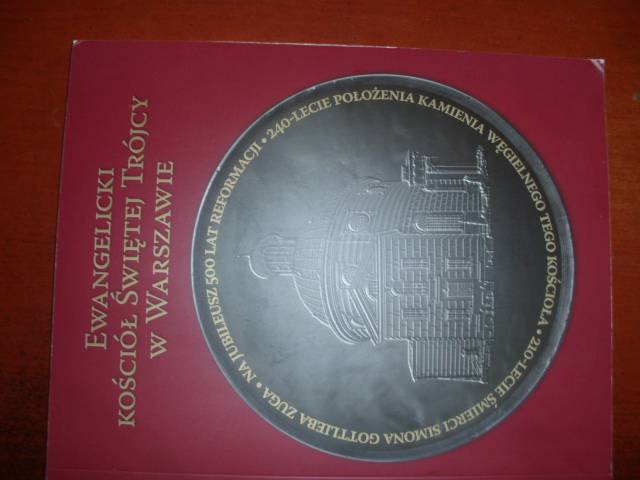 EWANGELICKI
KOŚCIÓŁ ŚWIĘTEJ TRÓJCY
W WARSZAWIE
NA JUBILEUSZ 500 LAT REFORMACJI • 240-LECIE POŁOŻENIA KAMIENIA WĘGIELNEGO TEGO KOŚCIOŁA • 210-LECIE ŚMIERCI SIMONA GOTTLIEBA ZUGA •